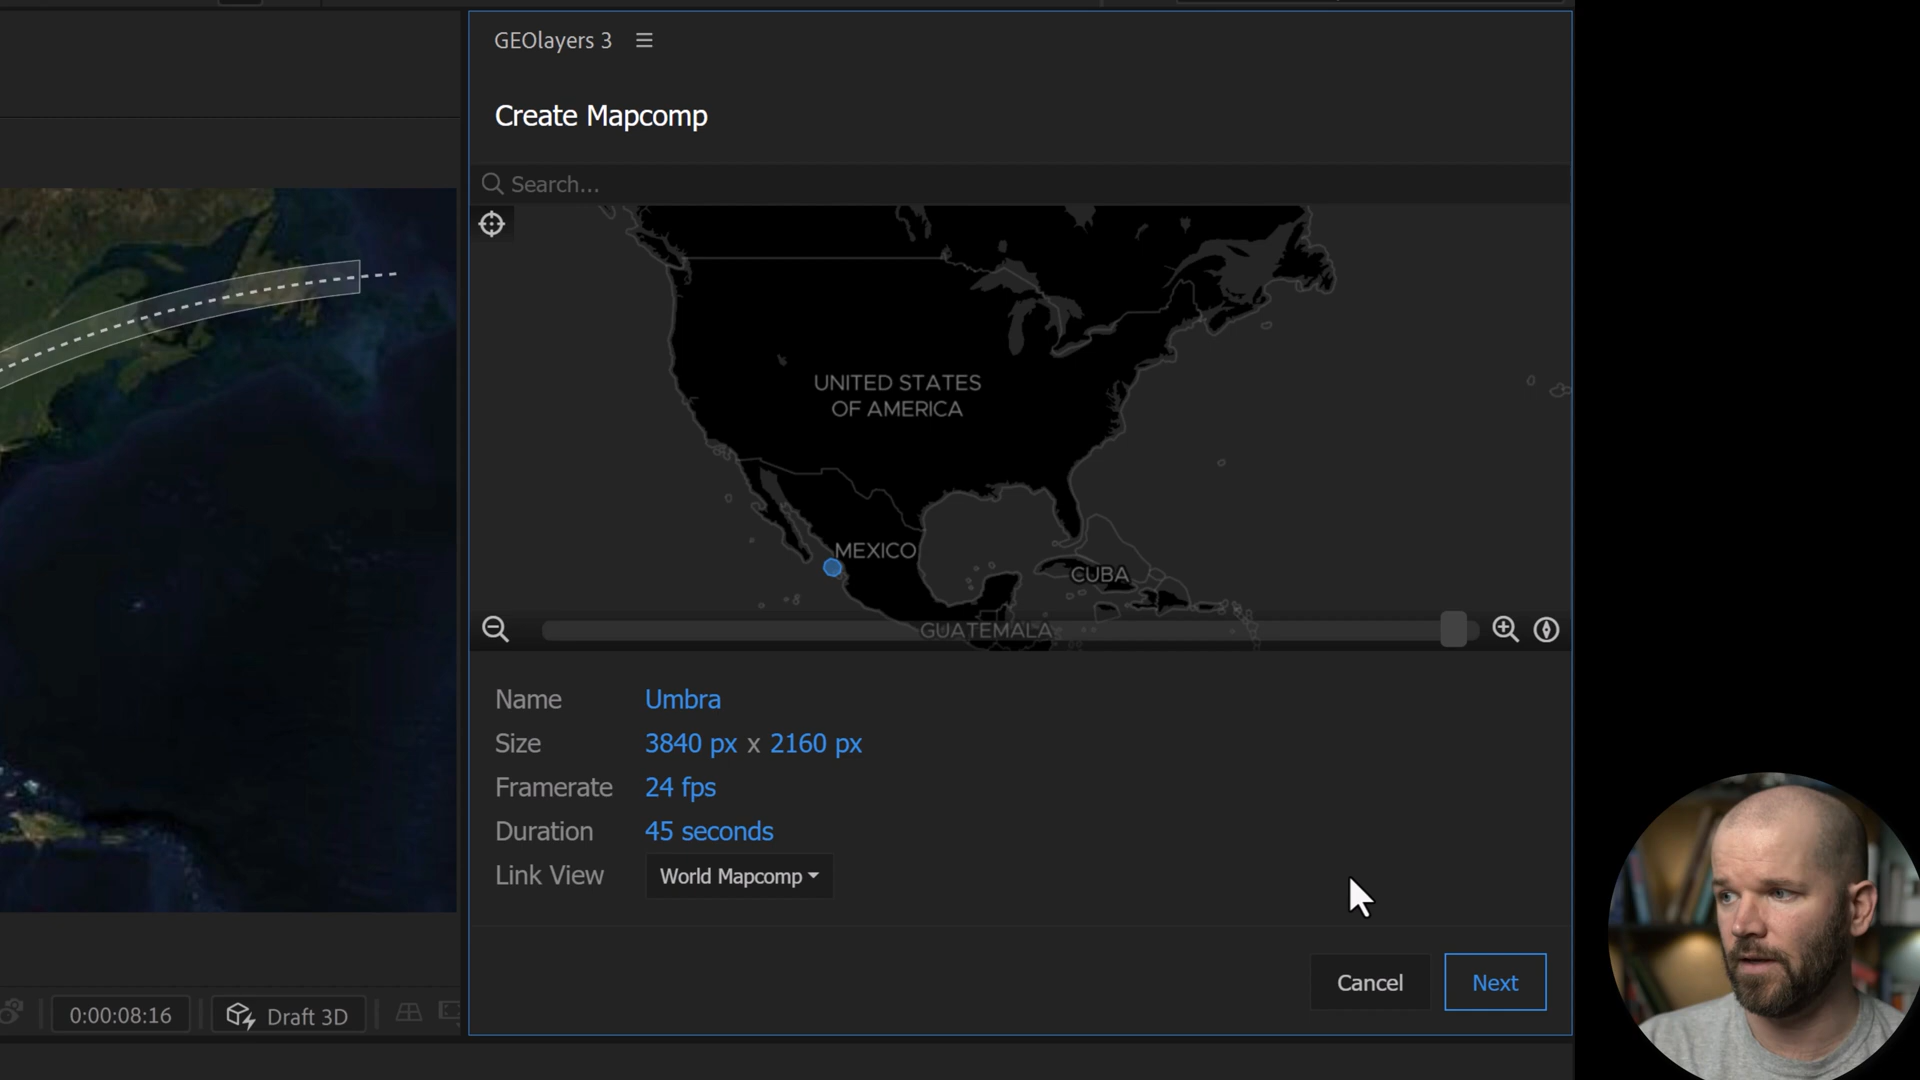 GEOlayers 3
Create Mapcomp
Search...
UNITED STATES
OF AMERICA
MEXICO
CUBA
GUATEMALA
Name Umbra
Size 3840 px x 2160 px
Framerate 24 fps
Duration 45 seconds
Link View World Mapcomp
Cancel Next
0:00:08:16 Draft 3D